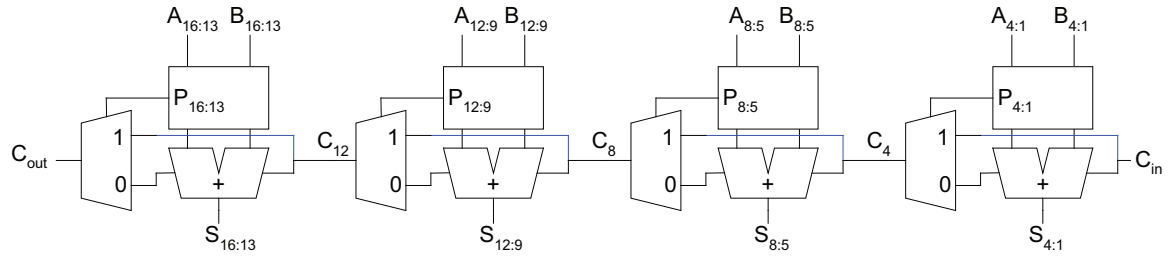 A16:13 B16:13 A12:9 B12:9 A8:5 B8:5 A4:1 B4:1
P16:13 P12:9 P8:5 P4:1
1 1 1 1
Cout C12 C8 C4 Cin
0 + 0 + 0 + 0 +
S16:13 S12:9 S8:5 S4:1